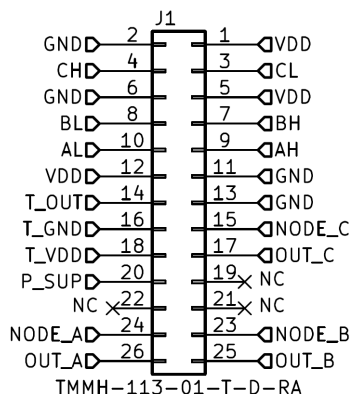 J1
GND 2 1 VDD
CH 4 3 CL
GND 6 5 VDD
BL 8 7 BH
AL 10 9 AH
VDD 12 11 GND
T_OUT 14 13 GND
T_GND 16 15 NODE_C
T_VDD 18 17 OUT_C
P_SUP 20 19 NC
NC 22 21 NC
NODE_A 24 23 NODE_B
OUT_A 26 25 OUT_B
TMMH-113-01-T-D-RA